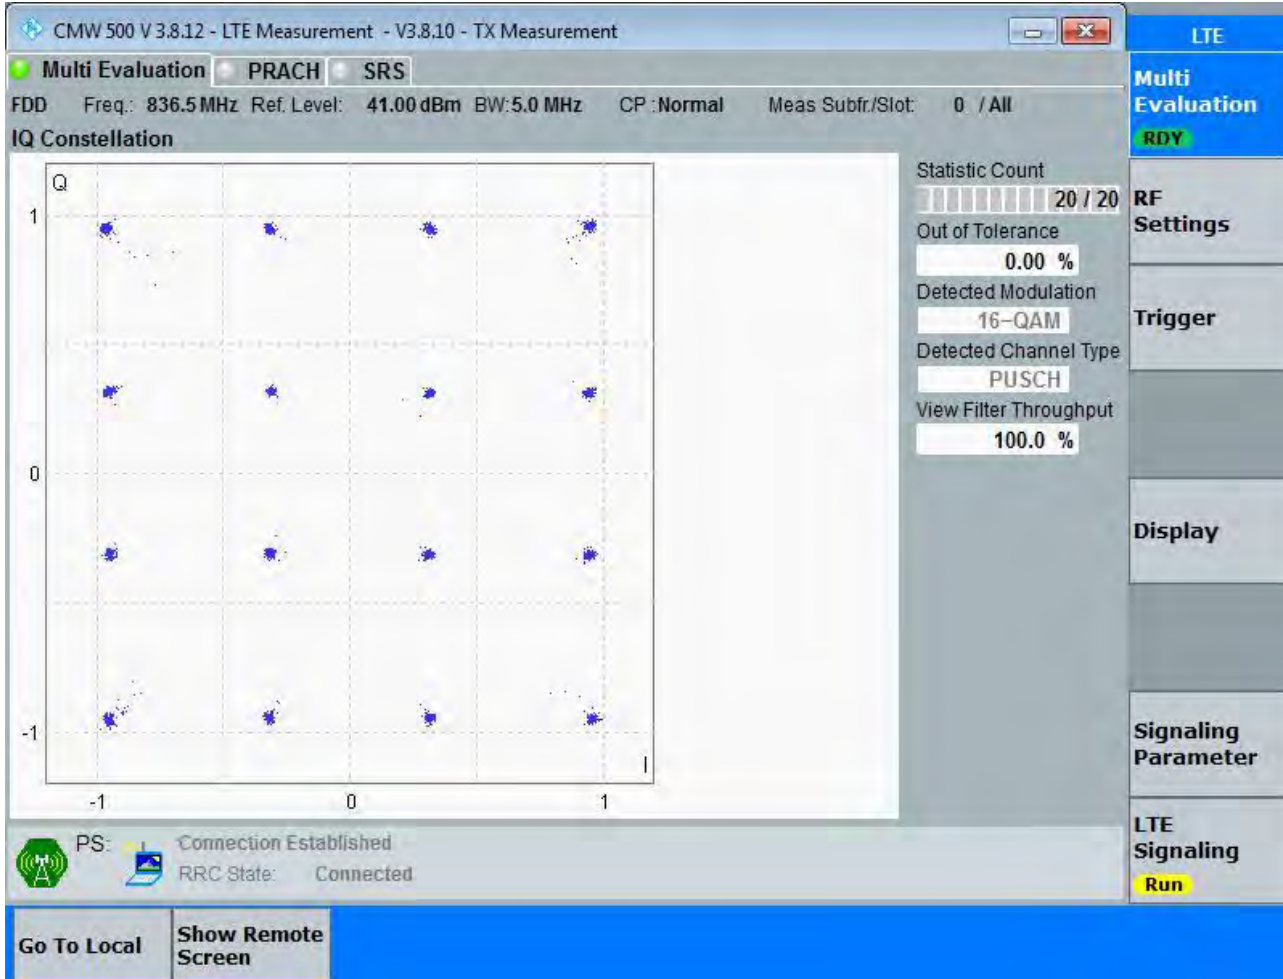 CMW 500 V 3.8.12 - LTE Measurement - V3.8.10 - TX Measurement
LTE
Multi Evaluation PRACH SRS
FDD Freq.: 836.5 MHz Ref. Level: 41.00 dBm BW: 5.0 MHz CP : Normal Meas Subfr./Slot: 0 / All
IQ Constellation
Q
1
0
-1
-1 0 1
I
Statistic Count
20 / 20
Out of Tolerance
0.00 %
Detected Modulation
16-QAM
Detected Channel Type
PUSCH
View Filter Throughput
100.0 %
Multi
Evaluation
RDY
RF
Settings
Trigger
Display
Signaling
Parameter
LTE
Signaling
Run
PS: Connection Established
RRC State: Connected
Go To Local
Show Remote
Screen